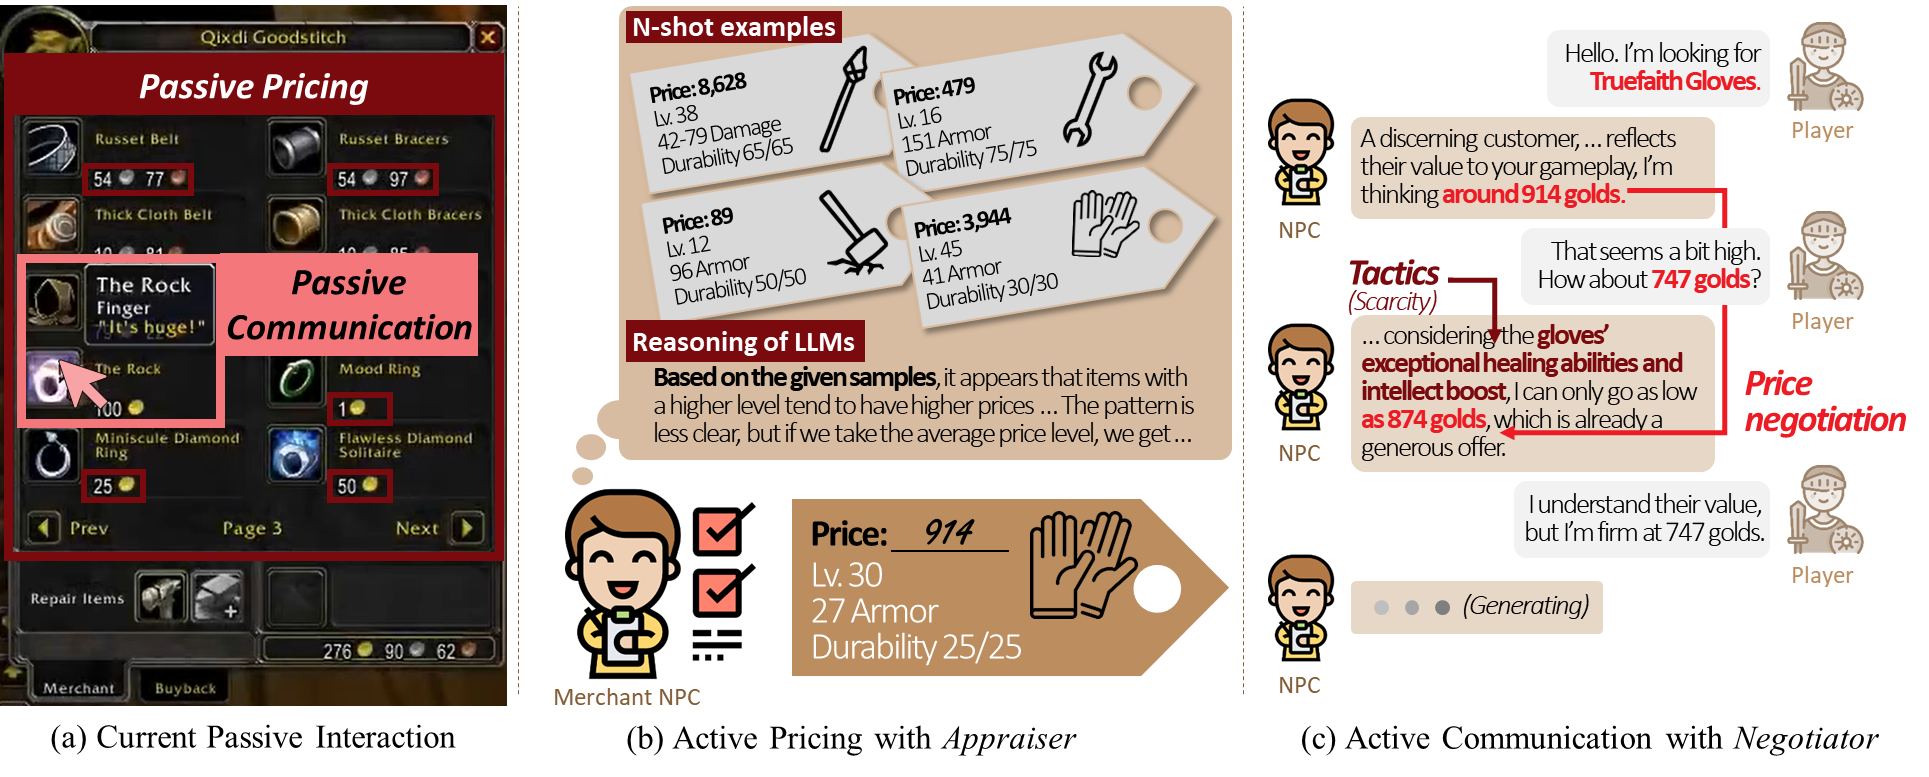 Qixdi Goodstitch
Passive Pricing
Russet Belt
54 77
Russet Bracers
54 97
Thick Cloth Belt
Thick Cloth Bracers
The Rock
Finger
"It's huge!"
Passive
Communication
The Rock
100
Mood Ring
1
Miniscule Diamond
Ring
25
Flawless Diamond
Solitaire
50
Prev
Page 3
Next
Repair Items
276 90 62
Merchant
Buyback
(a) Current Passive Interaction
N-shot examples
Price: 8,628
Lv. 38
42-79 Damage
Durability 65/65
Price: 479
Lv. 16
151 Armor
Durability 75/75
Price: 89
Lv. 12
96 Armor
Durability 50/50
Price: 3,944
Lv. 45
41 Armor
Durability 30/30
Reasoning of LLMs
Based on the given samples, it appears that items with
a higher level tend to have higher prices ... The pattern is
less clear, but if we take the average price level, we get ...
Merchant NPC
Price: 914
Lv. 30
27 Armor
Durability 25/25
(b) Active Pricing with Appraiser
Hello. I'm looking for
Truefaith Gloves.
Player
A discerning customer, ... reflects
their value to your gameplay, I'm
thinking around 914 golds.
NPC
That seems a bit high.
How about 747 golds?
Player
Tactics
(Scarcity)
... considering the gloves'
exceptional healing abilities and
intellect boost, I can only go as low
as 874 golds, which is already a
generous offer.
NPC
Price
negotiation
I understand their value,
but I'm firm at 747 golds.
Player
(Generating)
NPC
(c) Active Communication with Negotiator